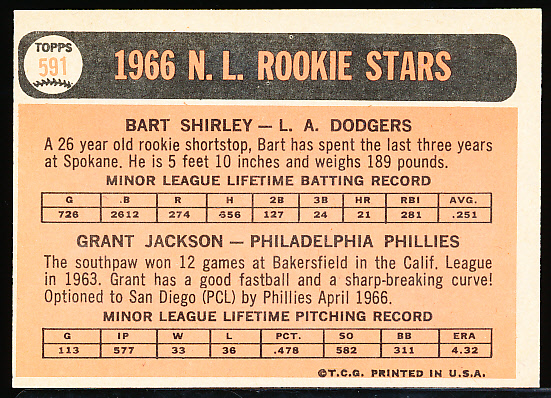 TOPPS
591
1966 N. L. ROOKIE STARS
BART SHIRLEY — L. A. DODGERS
A 26 year old rookie shortstop, Bart has spent the last three years
at Spokane. He is 5 feet 10 inches and weighs 189 pounds.
MINOR LEAGUE LIFETIME BATTING RECORD
G .B R H 2B 3B HR RBI AVG.
726 2612 274 656 127 24 21 281 .251
GRANT JACKSON — PHILADELPHIA PHILLIES
The southpaw won 12 games at Bakersfield in the Calif. League
in 1963. Grant has a good fastball and a sharp-breaking curve!
Optioned to San Diego (PCL) by Phillies April 1966.
MINOR LEAGUE LIFETIME PITCHING RECORD
G IP W L PCT. SO BB ERA
113 577 33 36 .478 582 311 4.32
©T.C.G. PRINTED IN U.S.A.